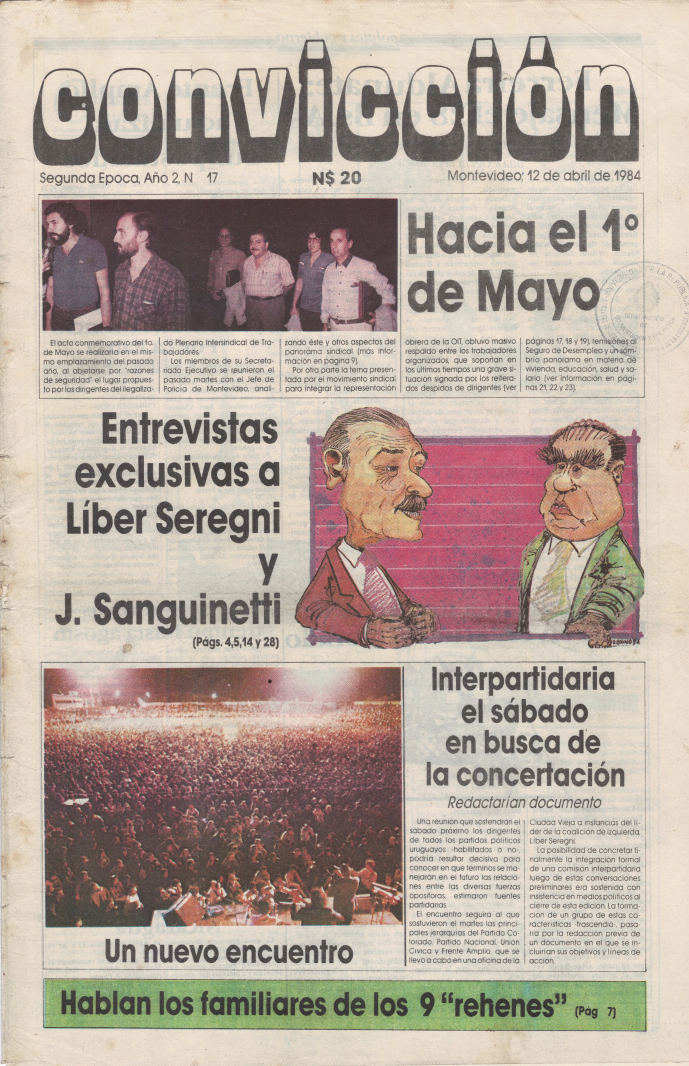 convicción
Segunda Epoca, Año 2, N 17
N$ 20
Montevideo; 12 de abril de 1984
Hacia el 1º
de Mayo
El acto conmemorativo del 1o.
de Mayo se realizaría en el mis-
mo emplazamiento del pasado
año, al objetarse por "razones
de seguridad" el lugar propues-
to por los dirigentes del ilegaliza-
do Plenario Intersindical de Tra-
bajadores.
Los miembros de su Secreta-
riado Ejecutivo se reunieron el
pasado martes con el Jefe de
Policía de Montevideo, anali-
zando éste y otros aspectos del
panorama sindical (más infor-
mación en página 9).
Por otra parte la terna presen-
tada por el movimiento sindical
para integrar la representación
obrera de la OIT, obtuvo masivo
respaldo entre los trabajadores
organizados, que soportan en
los últimos tiempos una grave si-
tuación signada por los reitera-
dos despidos de dirigentes (ver
páginas 17, 18 y 19), remisiones al
Seguro de Desempleo y un som-
brío panorama en materia de
vivienda, educación, salud y sa-
lario (ver información en pági-
nas 21, 22 y 23).
Entrevistas
exclusivas a
Líber Seregni
y
J. Sanguinetti
(Págs. 4,5,14 y 28)
Un nuevo encuentro
Interpartidaria
el sábado
en busca de
la concertación
Redactarían documento
Una reunión que sostendrán el
sábado próximo los dirigentes
de todos los partidos políticos
uruguayos -habilitados o no-
podría resultar decisiva para
conocer en qué términos se ma-
nejarán en el futuro las relacio-
nes entre las diversas fuerzas
opositoras, estimaron fuentes
partidarias.
El encuentro seguirá al que
sostuvieron el martes las princi-
pales jerarquías del Partido Co-
lorado, Partido Nacional, Unión
Cívica y Frente Amplio, que se
llevó a cabo en una oficina de la
Ciudad Vieja a instancias del lí-
der de la coalición de izquierda,
Líber Seregni.
La posibilidad de concretar fi-
nalmente la integración formal
de una comisión interpartidaria
luego de estas conversaciones
preliminares era sostenida con
insistencia en medios políticos al
cierre de esta edición. La forma-
ción de un grupo de estas ca-
racterísticas -trascendió- pasa-
ría por la redacción previa de
un documento en el que se in-
cluirían sus objetivos y líneas de
acción.
Hablan los familiares de los 9 "rehenes" (Pág 7)